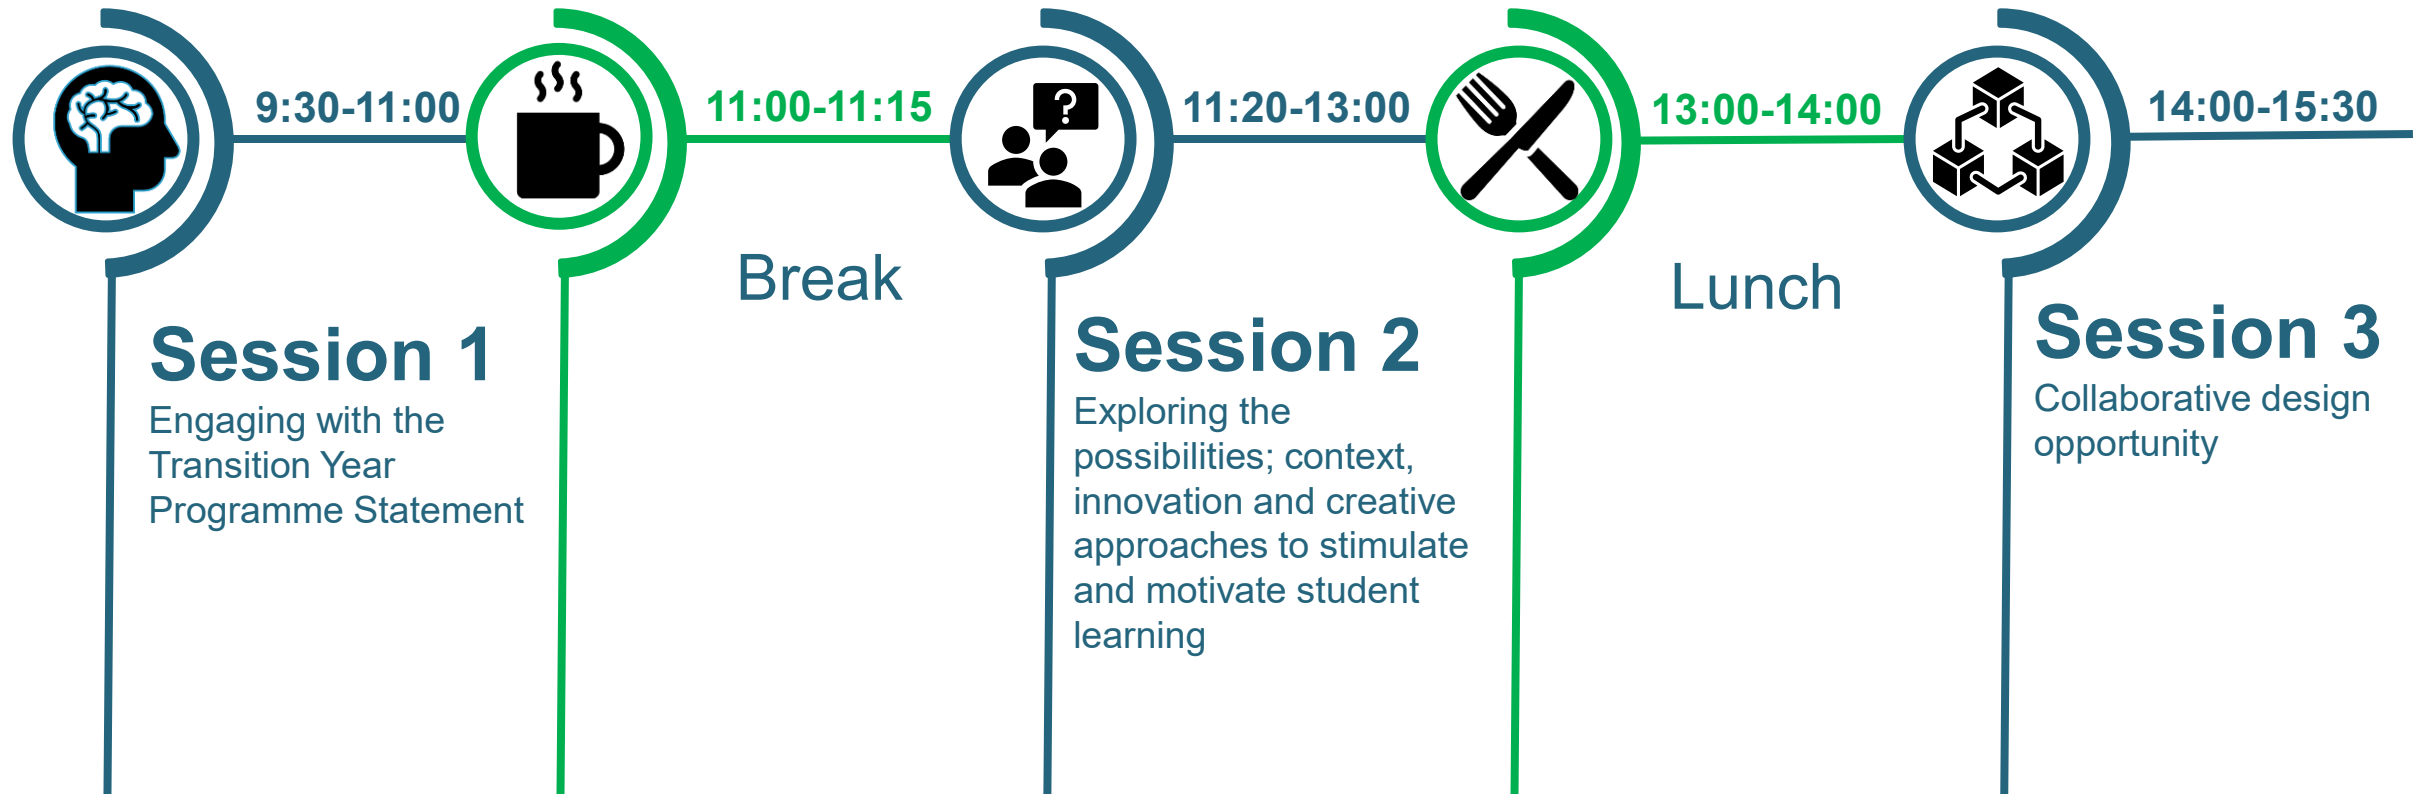 9:30-11:00
Session 1
Engaging with the
Transition Year
Programme Statement
11:00-11:15
Break
?
11:20-13:00
Session 2
Exploring the
possibilities; context,
innovation and creative
approaches to stimulate
and motivate student
learning
13:00-14:00
Lunch
14:00-15:30
Session 3
Collaborative design
opportunity